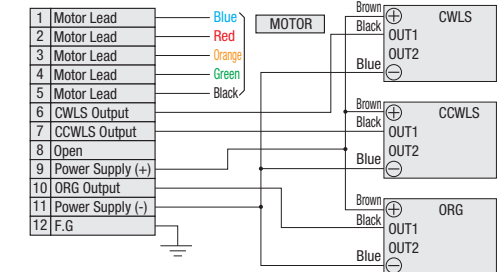 1 Motor Lead Blue
2 Motor Lead Red
3 Motor Lead Orange
4 Motor Lead Green
5 Motor Lead Black
6 CWLS Output
7 CCWLS Output
8 Open
9 Power Supply (+)
10 ORG Output
11 Power Supply (-)
12 F.G
MOTOR
Brown
Black
Blue
+ CWLS
OUT1
OUT2
−
Brown
Black
Blue
+ CCWLS
OUT1
OUT2
−
Brown
Black
Blue
+ ORG
OUT1
OUT2
−